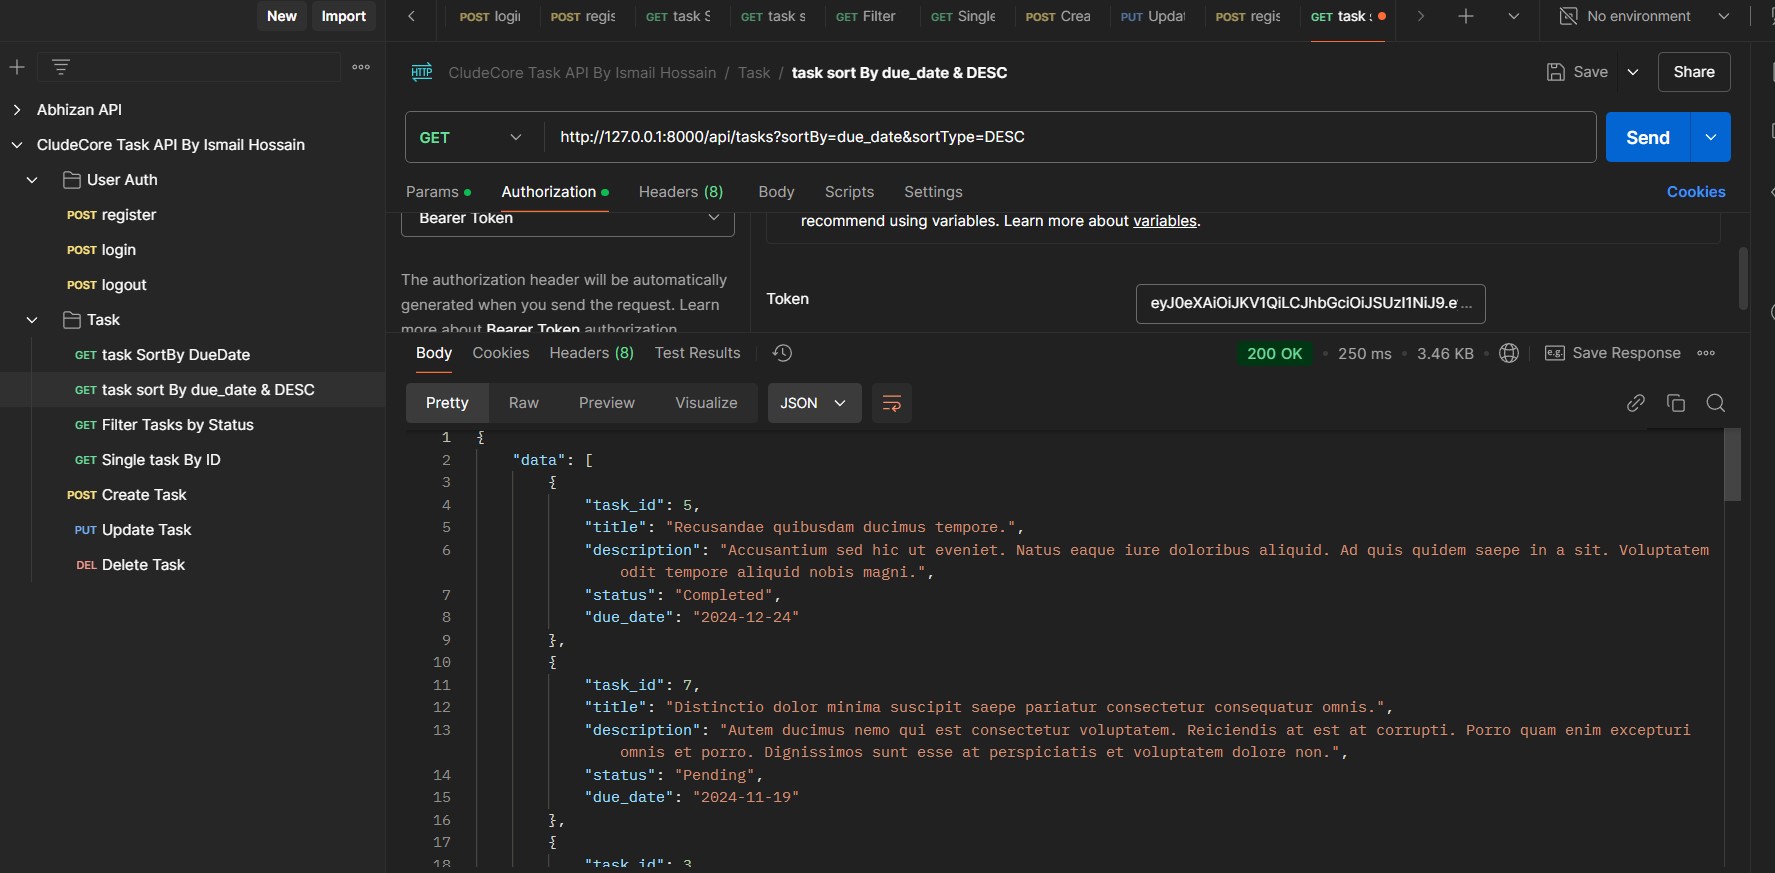 New Import
POST logi POST regis GET task S GET task s GET Filter GET Single POST Crea PUT Updat POST regis GET task No environment
HTTP CludeCore Task API By Ismail Hossain / Task / task sort By due_date & DESC Save Share
Abhizan API
CludeCore Task API By Ismail Hossain
User Auth
POST register
POST login
POST logout
Task
GET task SortBy DueDate
GET task sort By due_date & DESC
GET Filter Tasks by Status
GET Single task By ID
POST Create Task
PUT Update Task
DEL Delete Task
GET http://127.0.0.1:8000/api/tasks?sortBy=due_date&sortType=DESC Send
Params Authorization Headers (8) Body Scripts Settings Cookies
Bearer Token
The authorization header will be automatically
generated when you send the request. Learn
more about Bearer Token authorization
recommend using variables. Learn more about variables.
Token eyJ0eXAiOiJKV1QiLCJhbGciOiJSUzI1NiJ9.e...
Body Cookies Headers (8) Test Results 200 OK 250 ms 3.46 KB e.g. Save Response
Pretty Raw Preview Visualize JSON
1 {
2 "data": [
3 {
4 "task_id": 5,
5 "title": "Recusandae quibusdam ducimus tempore.",
6 "description": "Accusantium sed hic ut eveniet. Natus eaque iure doloribus aliquid. Ad quis quidem saepe in a sit. Voluptatem
odit tempore aliquid nobis magni.",
7 "status": "Completed",
8 "due_date": "2024-12-24"
9 },
10 {
11 "task_id": 7,
12 "title": "Distinctio dolor minima suscipit saepe pariatur consectetur consequatur omnis.",
13 "description": "Autem ducimus nemo qui est consectetur voluptatem. Reiciendis at est at corrupti. Porro quam enim excepturi
omnis et porro. Dignissimos sunt esse at perspiciatis et voluptatem dolore non.",
14 "status": "Pending",
15 "due_date": "2024-11-19"
16 },
17 {
18 "task_id": 3